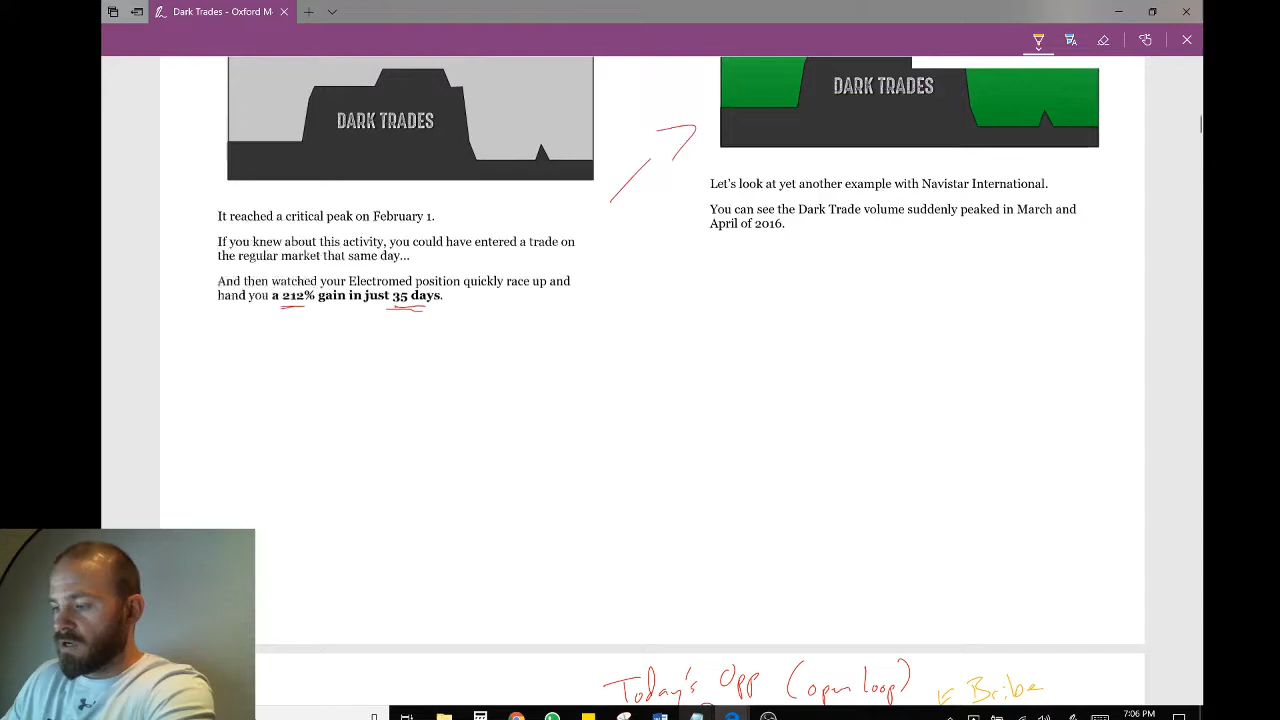 Dark Trades - Oxford M
DARK TRADES
It reached a critical peak on February 1.
If you knew about this activity, you could have entered a trade on
the regular market that same day...
And then watched your Electromed position quickly race up and
hand you a 212% gain in just 35 days.
DARK TRADES
Let's look at yet another example with Navistar International.
You can see the Dark Trade volume suddenly peaked in March and
April of 2016.
Today's Opp (open loop)
Bribe
7:06 PM